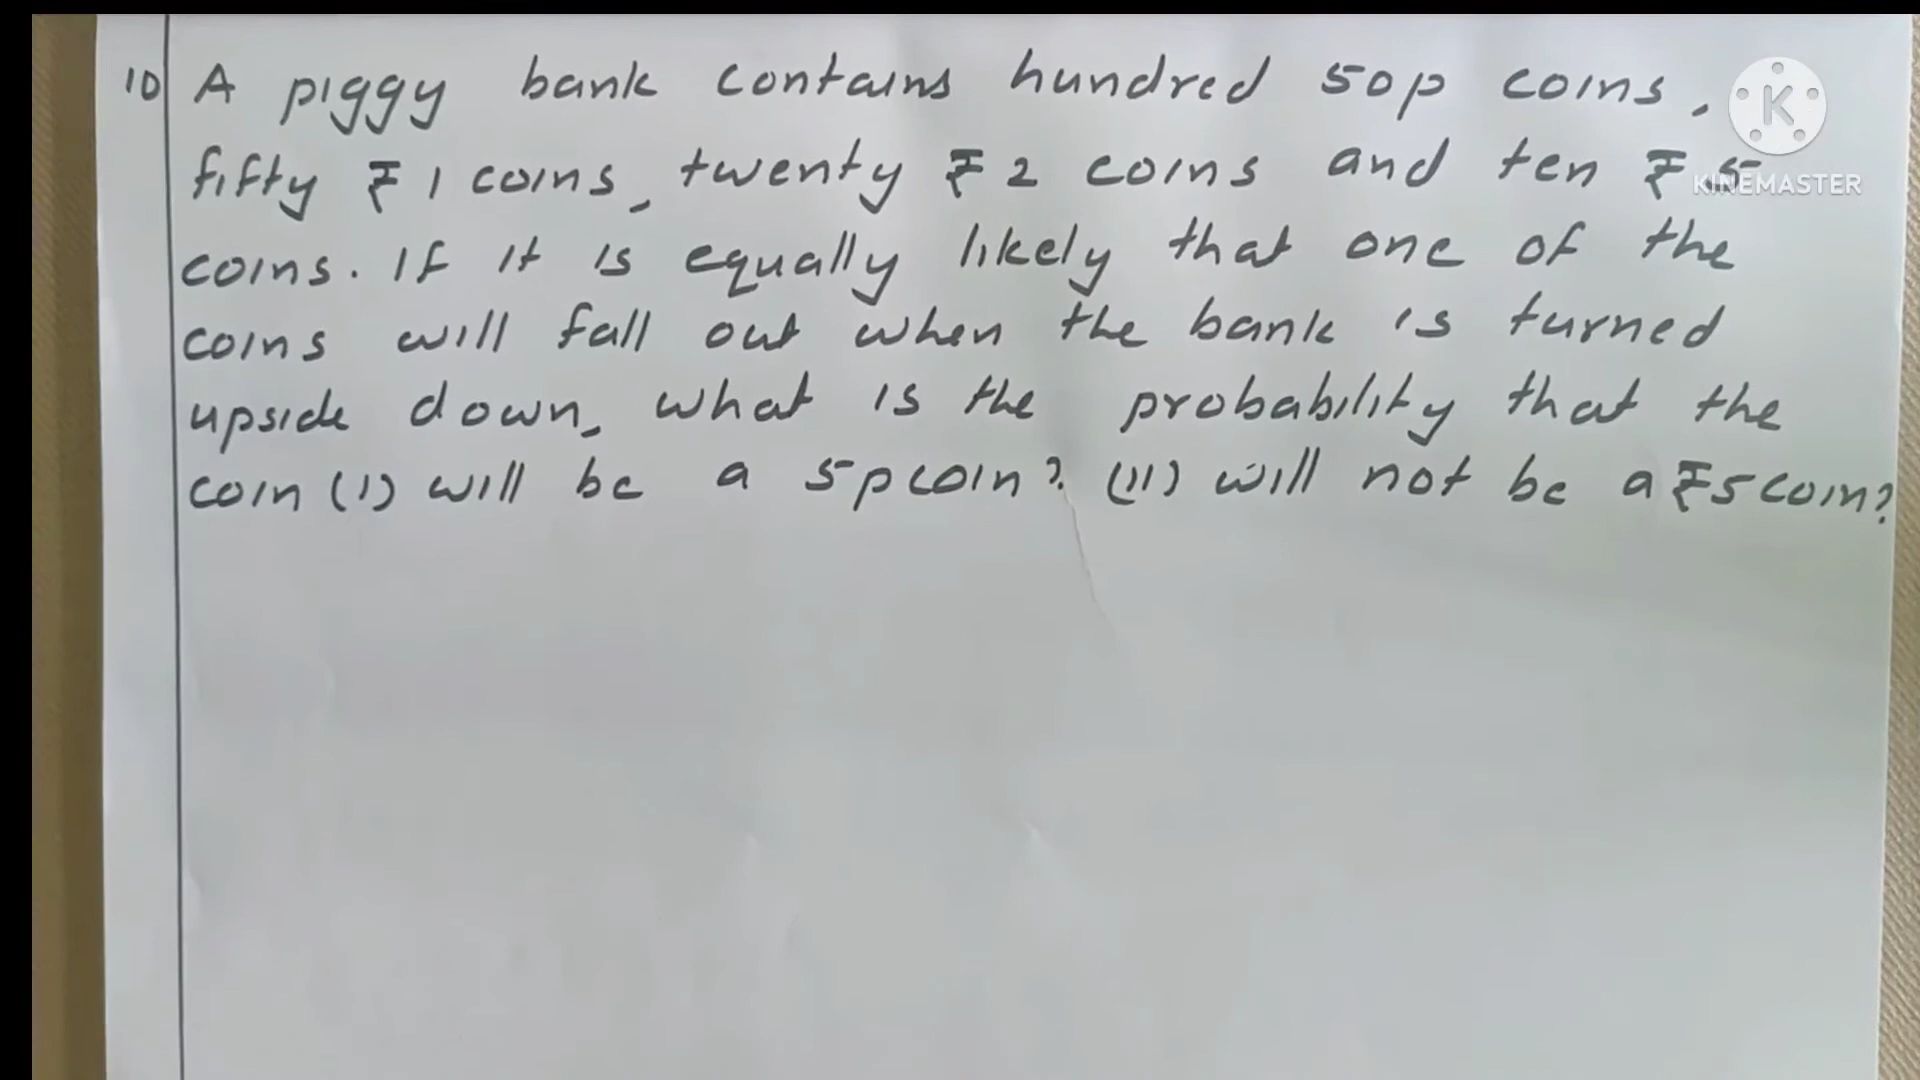 10 A piggy bank contains hundred 50p coins,
fifty ₹1 coins, twenty ₹2 coins and ten ₹5
coins. If it is equally likely that one of the
coins will fall out when the bank is turned
upside down, what is the probability that the
coin (i) will be a 5p coin? (ii) will not be a ₹5 coin?
K
KINEMASTER